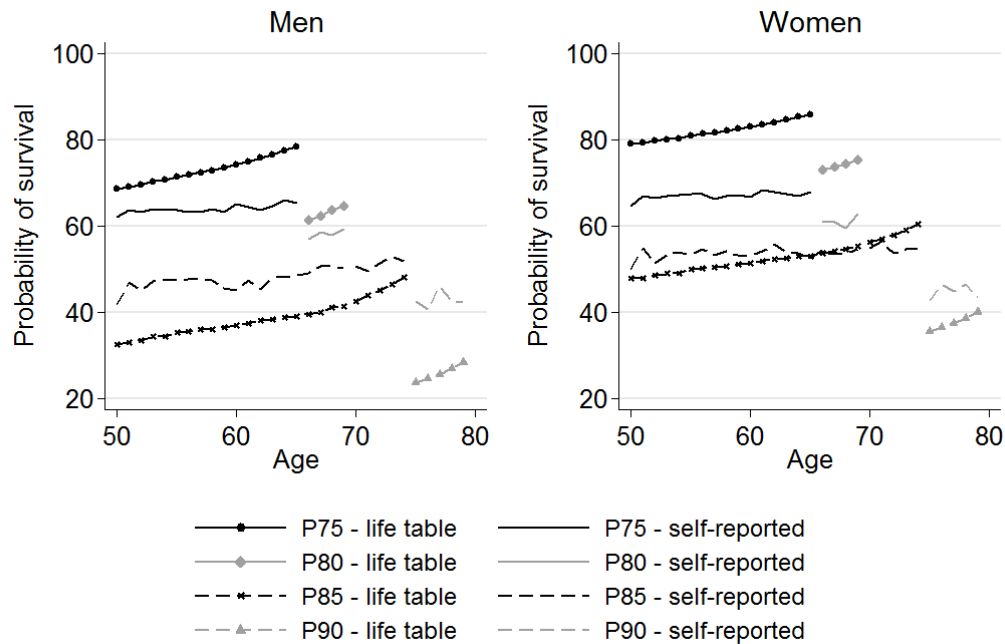 Men
Probability of survival
100
80
60
40
20
50
60
70
80
Age
Women
Probability of survival
100
80
60
40
20
50
60
70
80
Age
P75 - life table
P75 - self-reported
P80 - life table
P80 - self-reported
P85 - life table
P85 - self-reported
P90 - life table
P90 - self-reported